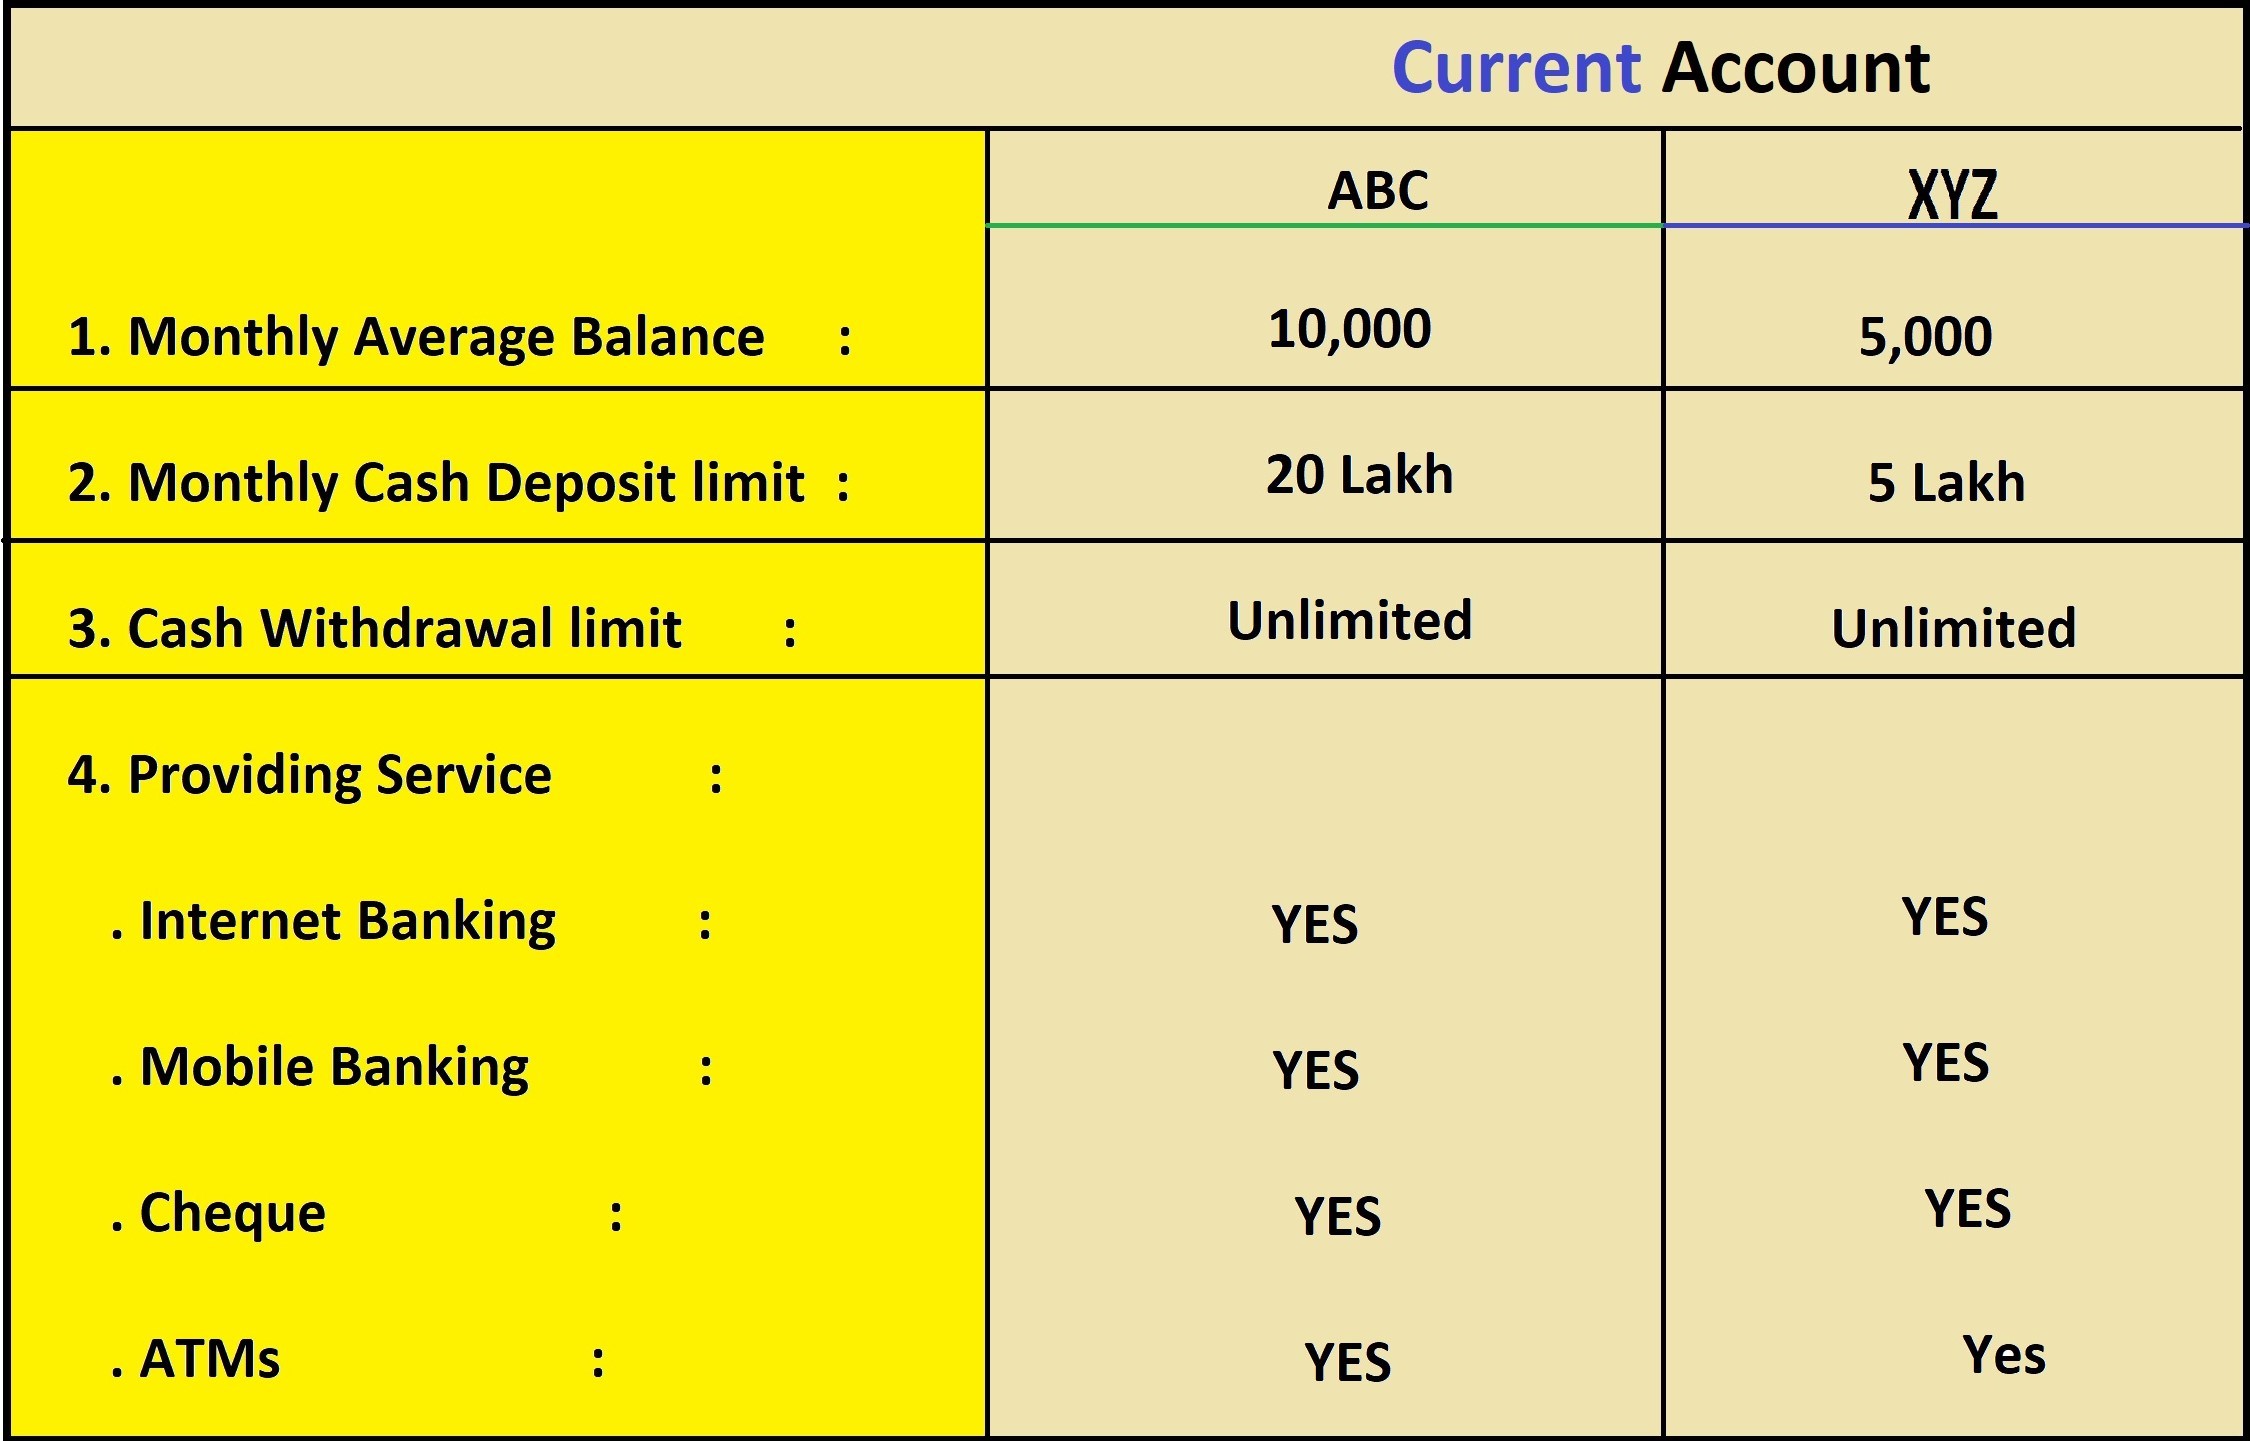 Current Account
ABC XYZ
1. Monthly Average Balance : 10,000 5,000
2. Monthly Cash Deposit limit : 20 Lakh 5 Lakh
3. Cash Withdrawal limit : Unlimited Unlimited
4. Providing Service :
. Internet Banking : YES YES
. Mobile Banking : YES YES
. Cheque : YES YES
. ATMs : YES Yes